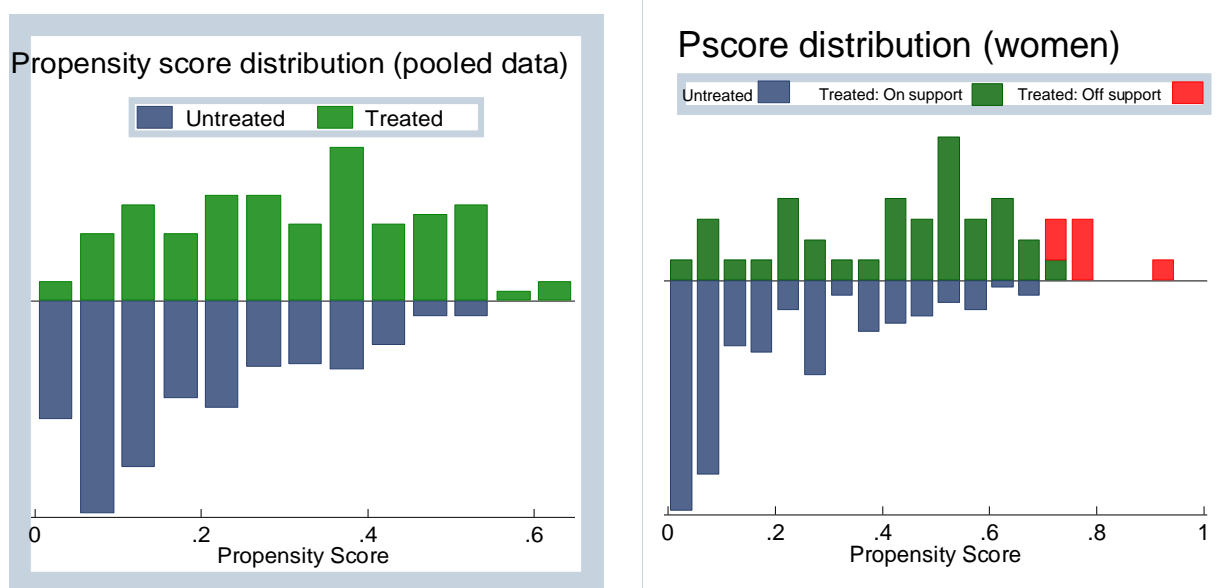 Propensity score distribution (pooled data)
Untreated Treated
0 .2 .4 .6
Propensity Score
Pscore distribution (women)
Untreated Treated: On support Treated: Off support
0 .2 .4 .6 .8 1
Propensity Score